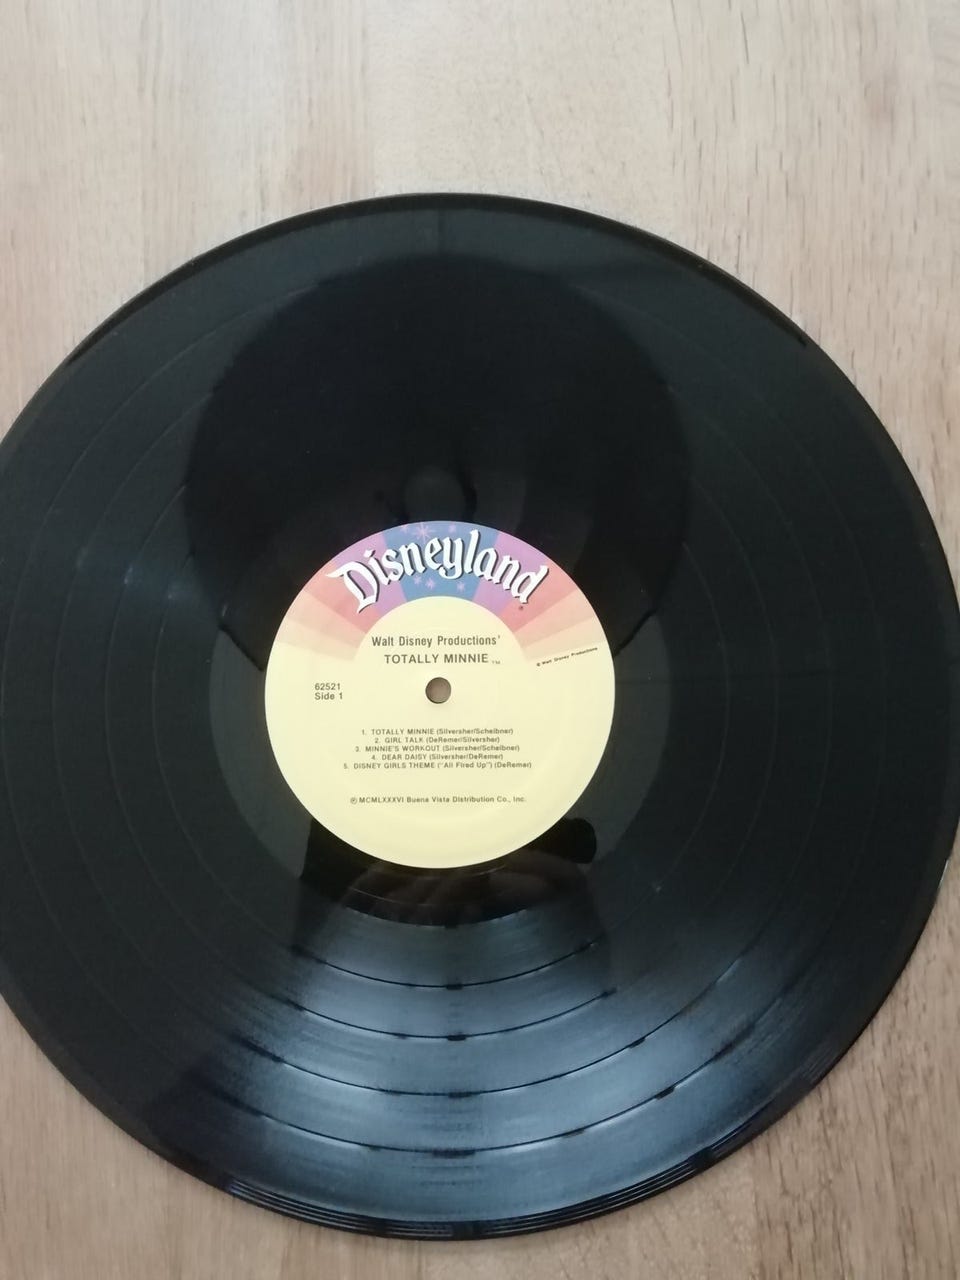 Disneyland
®
Walt Disney Productions'
TOTALLY MINNIE ™
© Walt Disney Productions
62521
Side 1
1. TOTALLY MINNIE (Silversher/Scheibner)
2. GIRL TALK (DeRemer/Silversher)
3. MINNIE'S WORKOUT (Silversher/Scheibner)
4. DEAR DAISY (Silversher/DeRemer)
5. DISNEY GIRLS THEME ("All Fired Up") (DeRemer)
℗ MCMLXXXVI Buena Vista Distribution Co., Inc.